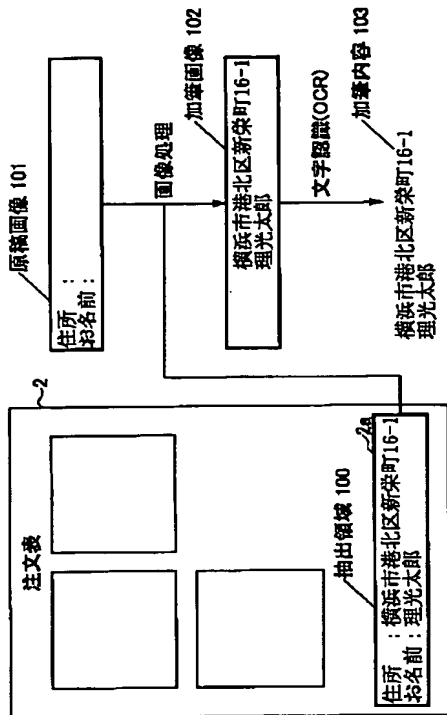 注文表
2
抽出領域 100
2a
住所　：横浜市港北区新栄町16-1
お名前：理光太郎
原稿画像 101
住所　：
お名前：
画像処理
加筆画像 102
横浜市港北区新栄町16-1
理光太郎
文字認識(OCR)
加筆内容 103
横浜市港北区新栄町16-1
理光太郎